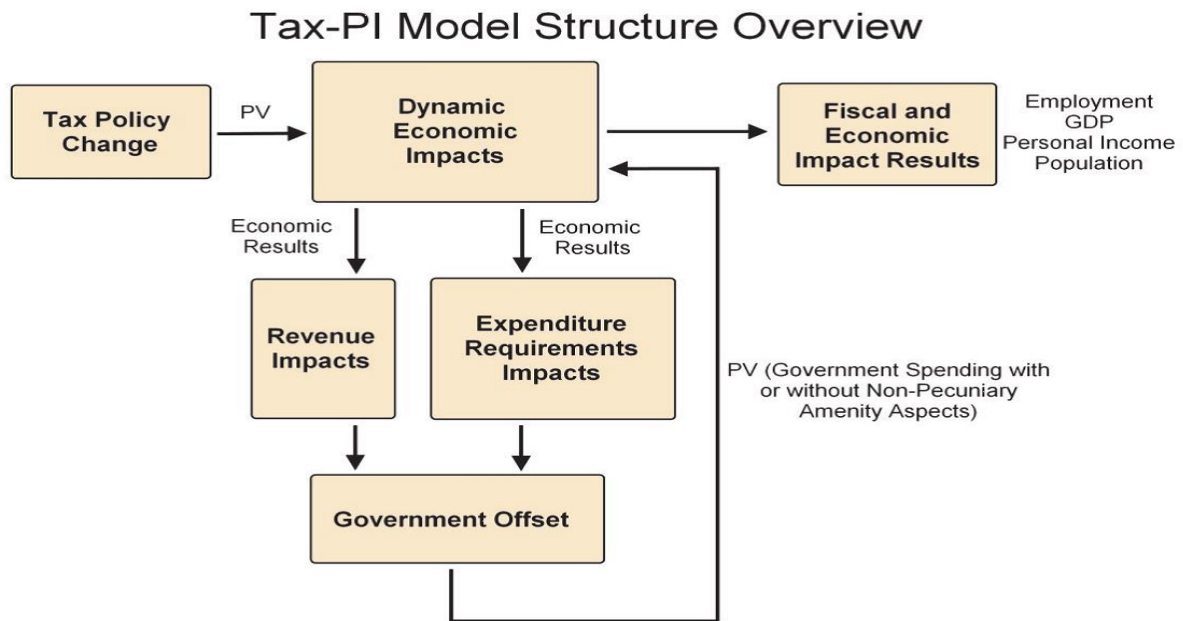 Tax-PI Model Structure Overview
Tax Policy
Change
PV
Dynamic
Economic
Impacts
Fiscal and
Economic
Impact Results
Employment
GDP
Personal Income
Population
Economic
Results
Economic
Results
Revenue
Impacts
Expenditure
Requirements
Impacts
PV (Government Spending with
or without Non-Pecuniary
Amenity Aspects)
Government Offset